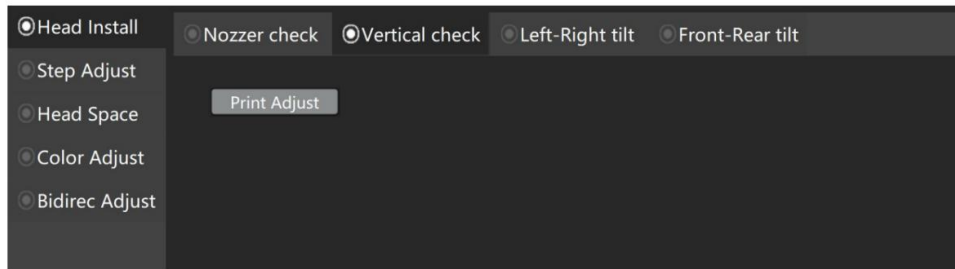 Head Install
Nozzer check Vertical check Left-Right tilt Front-Rear tilt
Step Adjust
Print Adjust
Head Space
Color Adjust
Bidirec Adjust